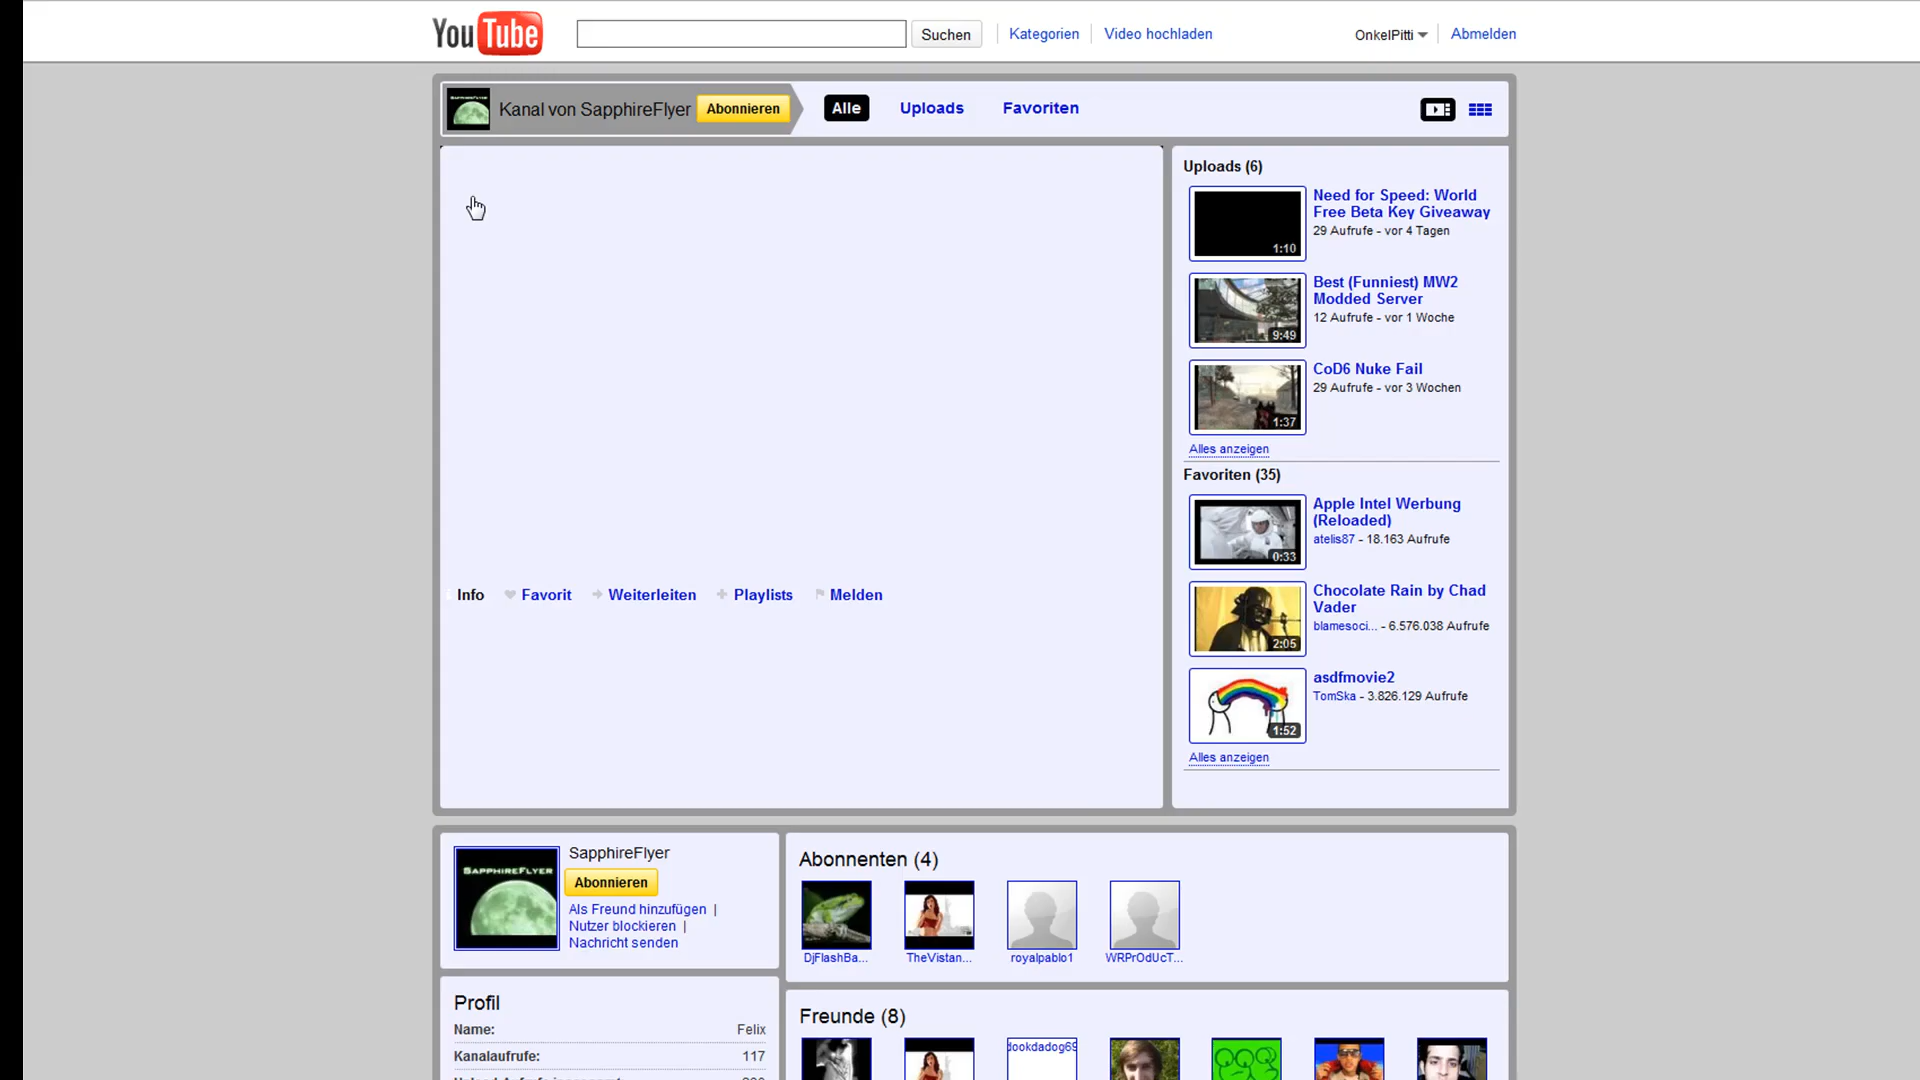 YouTube
Suchen
Kategorien
Video hochladen
OnkelPitti
Abmelden
Kanal von SapphireFlyer
Abonnieren
Alle
Uploads
Favoriten
Uploads (6)
Need for Speed: World
Free Beta Key Giveaway
29 Aufrufe - vor 4 Tagen
1:10
Best (Funniest) MW2
Modded Server
12 Aufrufe - vor 1 Woche
9:49
CoD6 Nuke Fail
29 Aufrufe - vor 3 Wochen
1:37
Alles anzeigen
Favoriten (35)
Apple Intel Werbung
(Reloaded)
atelis87 - 18.163 Aufrufe
0:33
Chocolate Rain by Chad
Vader
blamesoci... - 6.576.038 Aufrufe
2:05
asdfmovie2
TomSka - 3.826.129 Aufrufe
1:52
Alles anzeigen
Info
Favorit
Weiterleiten
Playlists
Melden
SAPPHIREFLYER
SapphireFlyer
Abonnieren
Als Freund hinzufügen |
Nutzer blockieren |
Nachricht senden
Profil
Name: Felix
Kanalaufrufe: 117
Abonnenten (4)
DjFlashBa...
TheVistan...
royalpablo1
WRPrOdUcT...
Freunde (8)